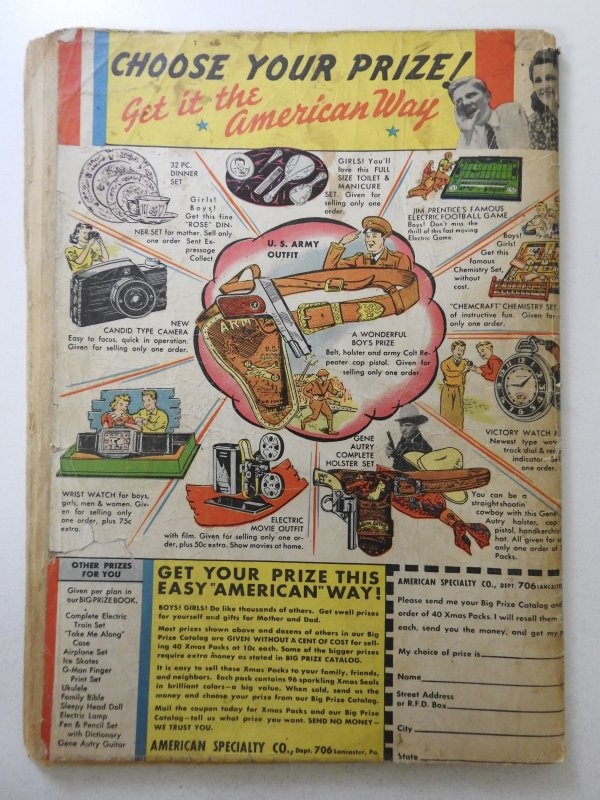 CHOOSE YOUR PRIZE!
Get it the
American Way
32 PC.
DINNER
SET
Girls!
Boys!
Get this fine
"ROSE" DIN-
NER SET for mother. Sell only
one order Sent Ex-
pressage
Collect.
GIRLS! You'll
love this FULL
SIZE TOILET &
MANICURE
SET. Given for
selling only one
order.
JIM PRENTICE'S FAMOUS
ELECTRIC FOOTBALL GAME
Boys! Don't miss the
thrill of this fast moving
Electric Game.
Boys!
Girls!
Get this
famous
Chemistry Set,
without
cost.
"CHEMCRAFT" CHEMISTRY SET
of instructive fun. Given for
only one order.
U. S. ARMY
OUTFIT
ARMY
A WONDERFUL
BOY'S PRIZE
Belt, holster and army Colt Re-
peater cap pistol. Given for
selling only one order.
NEW
CANDID TYPE CAMERA
Easy to focus, quick in operation.
Given for selling only one order.
VICTORY WATCH &
Newest type
track dial &
indicator. Sel
one order.
WRIST WATCH for boys,
girls, men & women. Giv-
en for selling only
one order, plus 75¢
extra.
ELECTRIC
MOVIE OUTFIT
with film. Given for selling only one or-
der, plus 50c extra. Show movies at home.
GENE
AUTRY
COMPLETE
HOLSTER SET
You can be a
straightshootin'
cowboy with this Gene
Autry holster, cap
pistol, handkerchi
hat. All given for s
only one order of
Packs.
OTHER PRIZES
FOR YOU
Given per plan in
our BIG PRIZE BOOK.
Complete Electric
Train Set
"Take Me Along"
Case
Airplane Set
Ice Skates
G-Man Finger
Print Set
Ukulele
Family Bible
Sleepy Head Doll
Electric Lamp
Pen & Pencil Set
with Dictionary
Gene Autry Guitar
GET YOUR PRIZE THIS
EASY "AMERICAN" WAY!
BOYS! GIRLS! Do like thousands of others. Get swell prizes
for yourself and gifts for Mother and Dad.
Most prizes shown above and dozens of others in our Big
Prize Catalog are GIVEN WITHOUT A CENT OF COST for sell-
ing 40 Xmas Packs at 10c each. Some of the bigger prizes
require extra money as stated in BIG PRIZE CATALOG.
It is easy to sell these Xmas Packs to your family, friends,
and neighbors. Each pack contains 96 sparkling Xmas Seals
in brilliant colors—a big value. When sold, send us the
money and choose your prize from our Big Prize Catalog.
Mail the coupon today for Xmas Packs and our Big Prize
Catalog—tell us what prize you want. SEND NO MONEY—
WE TRUST YOU.
AMERICAN SPECIALTY CO., Dept. 706 Lancaster, Pa.
AMERICAN SPECIALTY CO., DEPT. 706 LANCASTE
Please send me your Big Prize Catalog and
order of 40 Xmas Packs. I will resell them
each, send you the money, and get my P
My choice of prize is
Name
Street Address
or R.F.D. Box
City
State